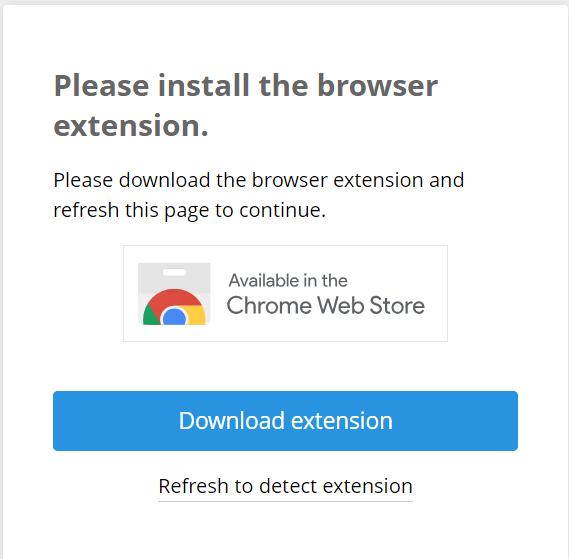 Please install the browser
extension.
Please download the browser extension and
refresh this page to continue.
Available in the
Chrome Web Store
Download extension
Refresh to detect extension